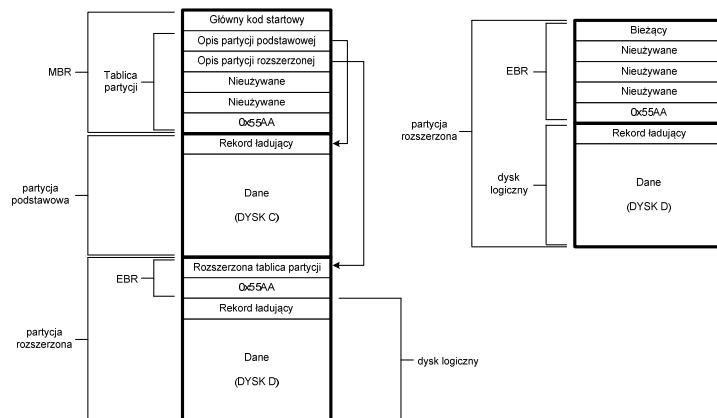 Główny kod startowy
Opis partycji podstawowej
Opis partycji rozszerzonej
Nieużywane
Nieużywane
0x55AA
MBR
Tablica
partycji
Rekord ładujący
Dane
(DYSK C)
partycja
podstawowa
Rozszerzona tablica partycji
0x55AA
EBR
Rekord ładujący
Dane
(DYSK D)
partycja
rozszerzona
dysk logiczny
Bieżący
Nieużywane
Nieużywane
Nieużywane
0x55AA
EBR
partycja
rozszerzona
Rekord ładujący
Dane
(DYSK D)
dysk
logiczny